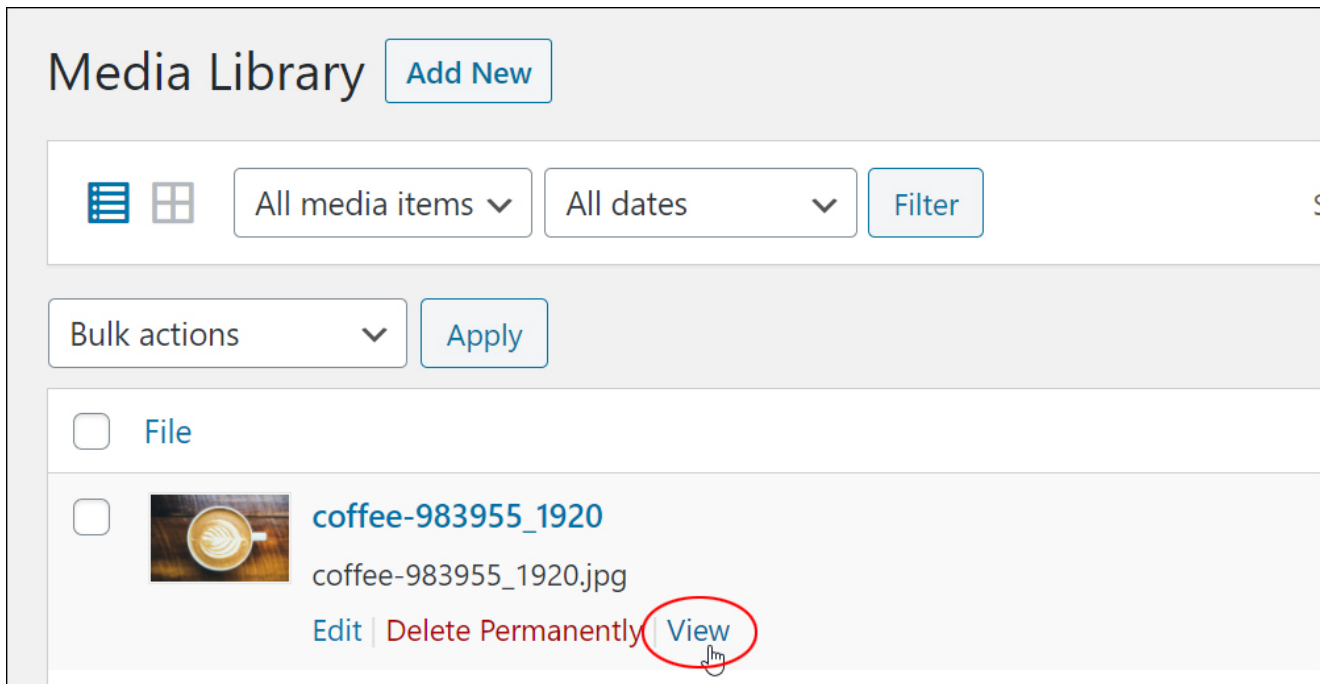 Media Library Add New
All media items All dates Filter
Bulk actions Apply
File
coffee-983955_1920
coffee-983955_1920.jpg
Edit | Delete Permanently | View